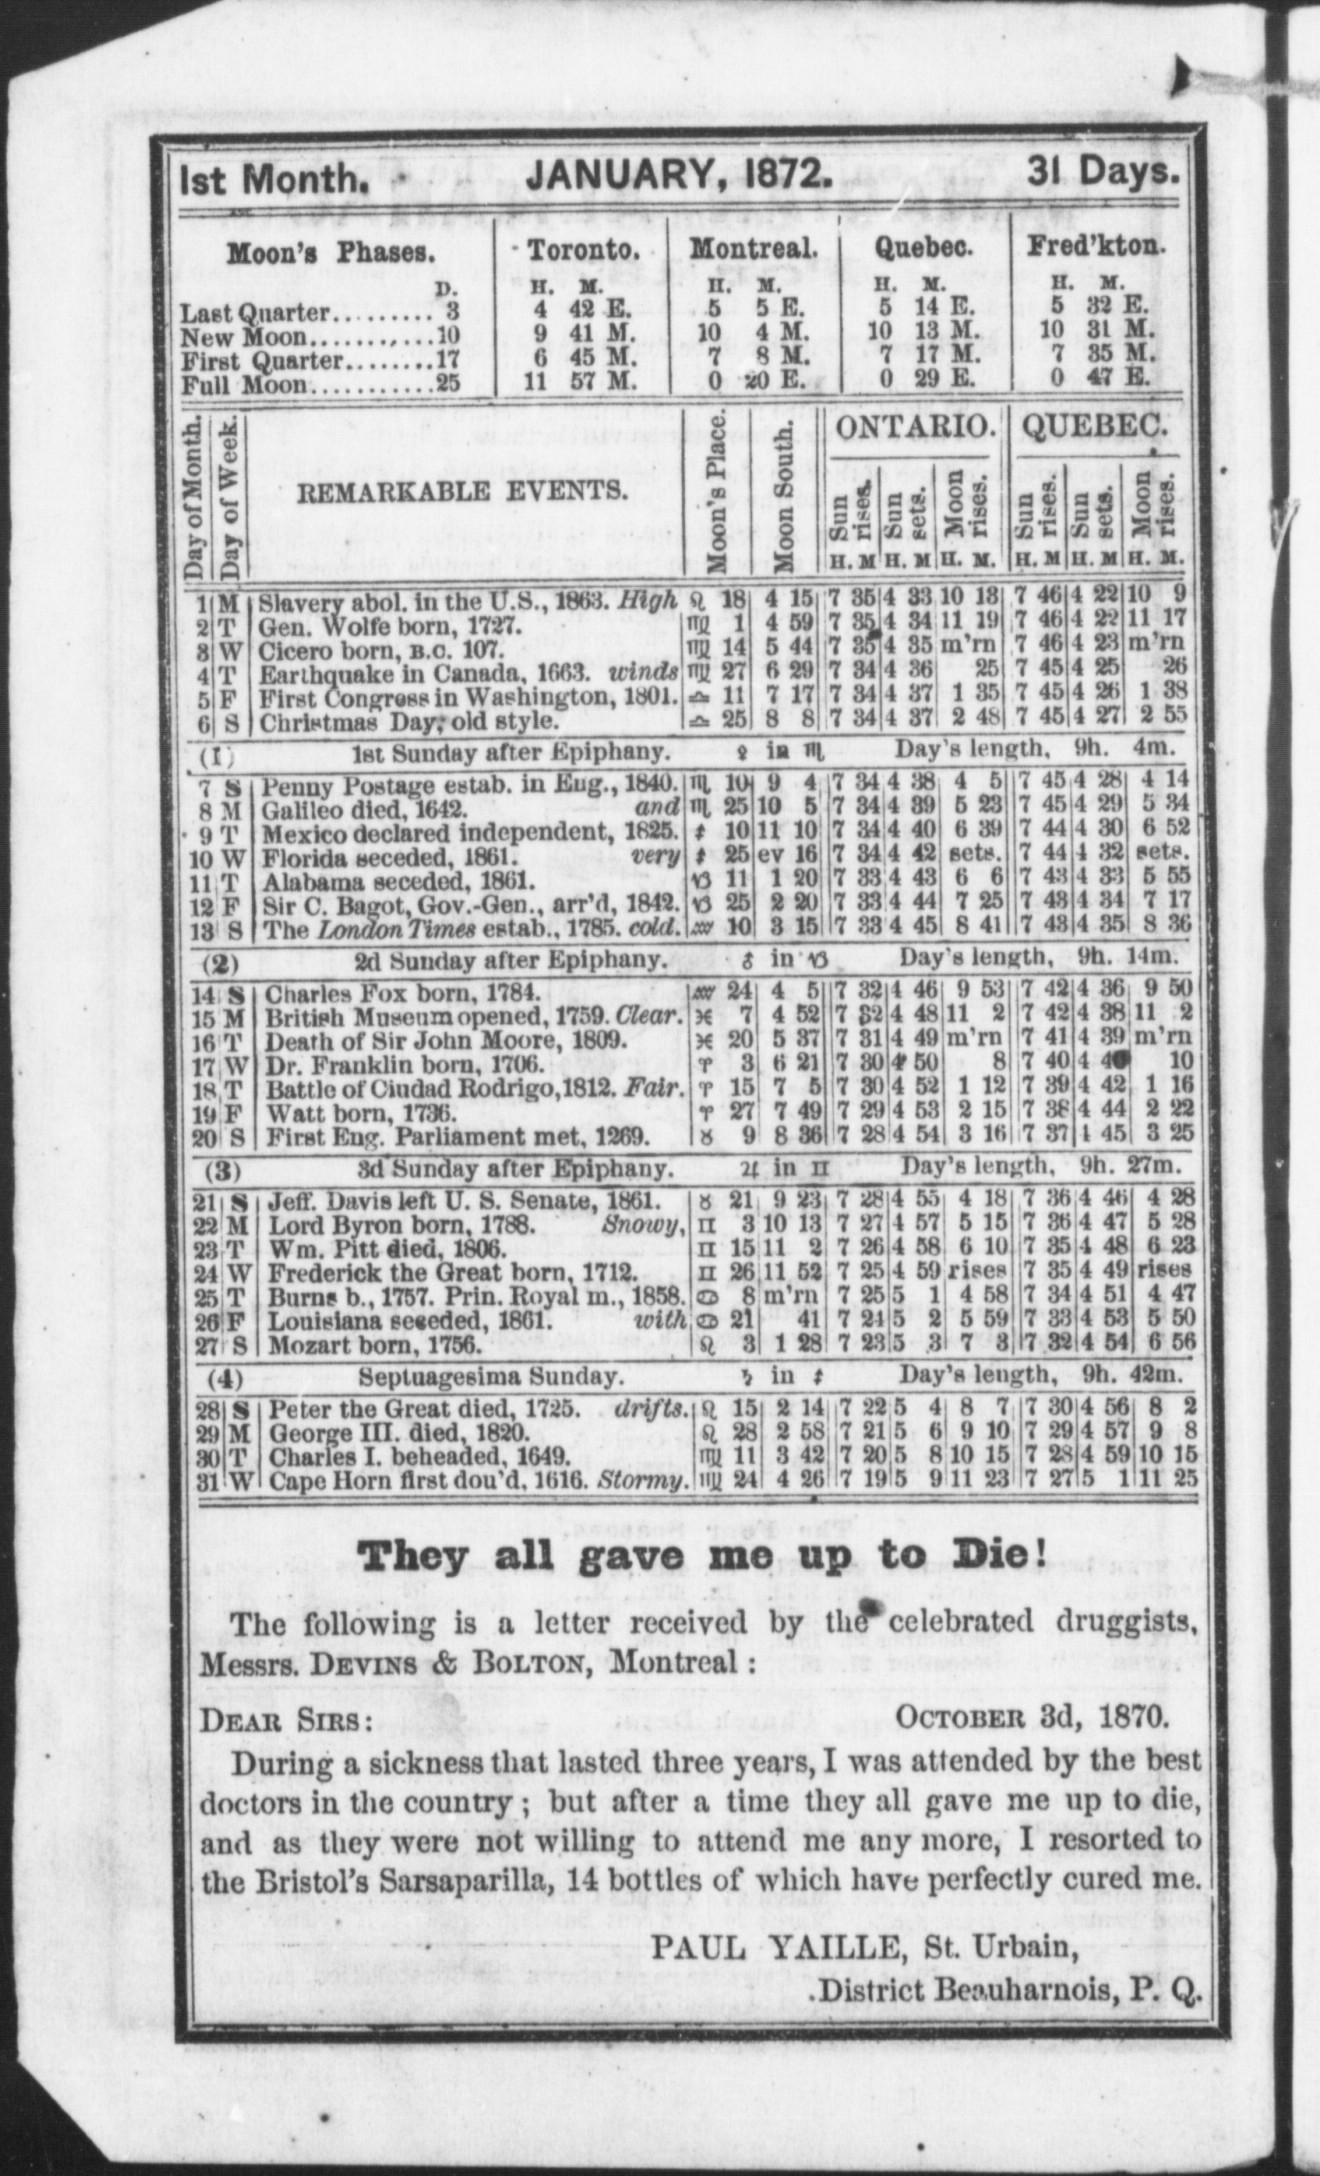 1st Month. JANUARY, 1872. 31 Days.
Moon's Phases. Toronto. Montreal. Quebec. Fred'kton.
D. H. M. H. M. H. M. H. M.
Last Quarter.......... 3 4 42 E. 5 5 E. 5 14 E. 5 32 E.
New Moon............10 9 41 M. 10 4 M. 10 13 M. 10 31 M.
First Quarter........17 6 45 M. 7 8 M. 7 17 M. 7 35 M.
Full Moon...........25 11 57 M. 0 20 E. 0 29 E. 0 47 E.
Day of Month. Day of Week. REMARKABLE EVENTS. Moon's Place. Moon South. ONTARIO. QUEBEC.
Sun rises. Sun sets. Moon rises. Sun rises. Sun sets. Moon rises.
H. M H. M H. M. H. M H. M H. M.
1 M Slavery abol. in the U.S., 1863. High ♌ 18 4 15 7 35 4 33 10 13 7 46 4 22 10 9
2 T Gen. Wolfe born, 1727. ♍ 1 4 59 7 35 4 34 11 19 7 46 4 22 11 17
3 W Cicero born, B.C. 107. ♍ 14 5 44 7 35 4 35 m'rn 7 46 4 23 m'rn
4 T Earthquake in Canada, 1663. winds ♍ 27 6 29 7 34 4 36 25 7 45 4 25 26
5 F First Congress in Washington, 1801. ♎ 11 7 17 7 34 4 37 1 35 7 45 4 26 1 38
6 S Christmas Day, old style. ♎ 25 8 8 7 34 4 37 2 48 7 45 4 27 2 55
(1) 1st Sunday after Epiphany. ♀ in ♏ Day's length, 9h. 4m.
7 S Penny Postage estab. in Eug., 1840. ♏ 10 9 4 7 34 4 38 4 5 7 45 4 28 4 14
8 M Galileo died, 1642. and ♏ 25 10 5 7 34 4 39 5 23 7 45 4 29 5 34
9 T Mexico declared independent, 1825. ♐ 10 11 10 7 34 4 40 6 39 7 44 4 30 6 52
10 W Florida seceded, 1861. very ♐ 25 ev 16 7 34 4 42 sets. 7 44 4 32 sets.
11 T Alabama seceded, 1861. ♑ 11 1 20 7 33 4 43 6 6 7 43 4 33 5 55
12 F Sir C. Bagot, Gov.-Gen., arr'd, 1842. ♑ 25 2 20 7 33 4 44 7 25 7 43 4 34 7 17
13 S The London Times estab., 1785. cold. ♒ 10 3 15 7 33 4 45 8 41 7 43 4 35 8 36
(2) 2d Sunday after Epiphany. ♂ in ♑ Day's length, 9h. 14m.
14 S Charles Fox born, 1784. ♒ 24 4 5 7 32 4 46 9 53 7 42 4 36 9 50
15 M British Museum opened, 1759. Clear. ♓ 7 4 52 7 32 4 48 11 2 7 42 4 38 11 2
16 T Death of Sir John Moore, 1809. ♓ 20 5 37 7 31 4 49 m'rn 7 41 4 39 m'rn
17 W Dr. Franklin born, 1706. ♈ 3 6 21 7 30 4 50 8 7 40 4 10
18 T Battle of Ciudad Rodrigo, 1812. Fair. ♈ 15 7 5 7 30 4 52 1 12 7 39 4 42 1 16
19 F Watt born, 1736. ♈ 27 7 49 7 29 4 53 2 15 7 38 4 44 2 22
20 S First Eng. Parliament met, 1269. ♉ 9 8 36 7 28 4 54 3 16 7 37 4 45 3 25
(3) 3d Sunday after Epiphany. ♃ in ♊ Day's length, 9h. 27m.
21 S Jeff. Davis left U. S. Senate, 1861. ♉ 21 9 23 7 28 4 55 4 18 7 36 4 46 4 28
22 M Lord Byron born, 1788. Snowy, ♊ 3 10 13 7 27 4 57 5 15 7 36 4 47 5 28
23 T Wm. Pitt died, 1806. ♊ 15 11 2 7 26 4 58 6 10 7 35 4 48 6 23
24 W Frederick the Great born, 1712. ♊ 26 11 52 7 25 4 59 rises 7 35 4 49 rises
25 T Burns b., 1757. Prin. Royal m., 1858. ♋ 8 m'rn 7 25 5 1 4 58 7 34 4 51 4 47
26 F Louisiana seceded, 1861. with ♋ 21 41 7 24 5 2 5 59 7 33 4 53 5 50
27 S Mozart born, 1756. ♌ 3 1 28 7 23 5 3 7 3 7 32 4 54 6 56
(4) Septuagesima Sunday. ♄ in ♐ Day's length, 9h. 42m.
28 S Peter the Great died, 1725. drifts. ♌ 15 2 14 7 22 5 4 8 7 7 30 4 56 8 2
29 M George III. died, 1820. ♌ 28 2 58 7 21 5 6 9 10 7 29 4 57 9 8
30 T Charles I. beheaded, 1649. ♍ 11 3 42 7 20 5 8 10 15 7 28 4 59 10 15
31 W Cape Horn first dou'd, 1616. Stormy. ♍ 24 4 26 7 19 5 9 11 23 7 27 5 1 11 25
They all gave me up to Die!
The following is a letter received by the celebrated druggists,
Messrs. DEVINS & BOLTON, Montreal :
DEAR SIRS: OCTOBER 3d, 1870.
During a sickness that lasted three years, I was attended by the best
doctors in the country ; but after a time they all gave me up to die,
and as they were not willing to attend me any more, I resorted to
the Bristol's Sarsaparilla, 14 bottles of which have perfectly cured me.
PAUL YAILLE, St. Urbain,
District Beauharnois, P. Q.